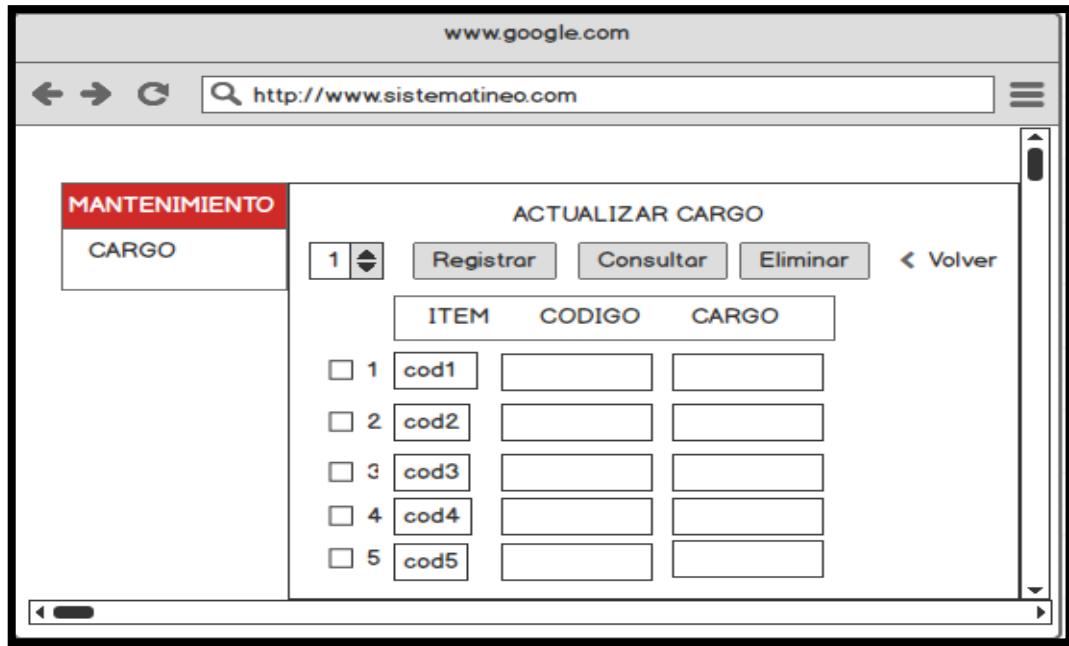 www.google.com
http://www.sistematineo.com
MANTENIMIENTO
CARGO
ACTUALIZAR CARGO
1 Registrar Consultar Eliminar Volver
ITEM CODIGO CARGO
1 cod1
2 cod2
3 cod3
4 cod4
5 cod5